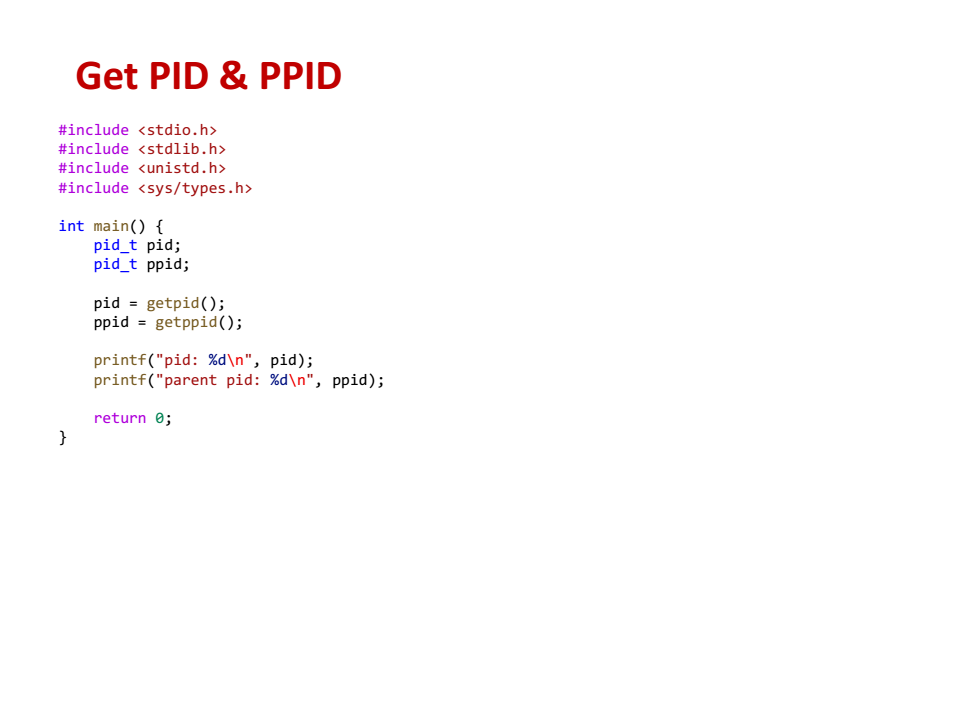 Get PID & PPID
#include <stdio.h>
#include <stdlib.h>
#include <unistd.h>
#include <sys/types.h>
int main() {
    pid_t pid;
    pid_t ppid;
    pid = getpid();
    ppid = getppid();
    printf("pid: %d\n", pid);
    printf("parent pid: %d\n", ppid);
    return 0;
}